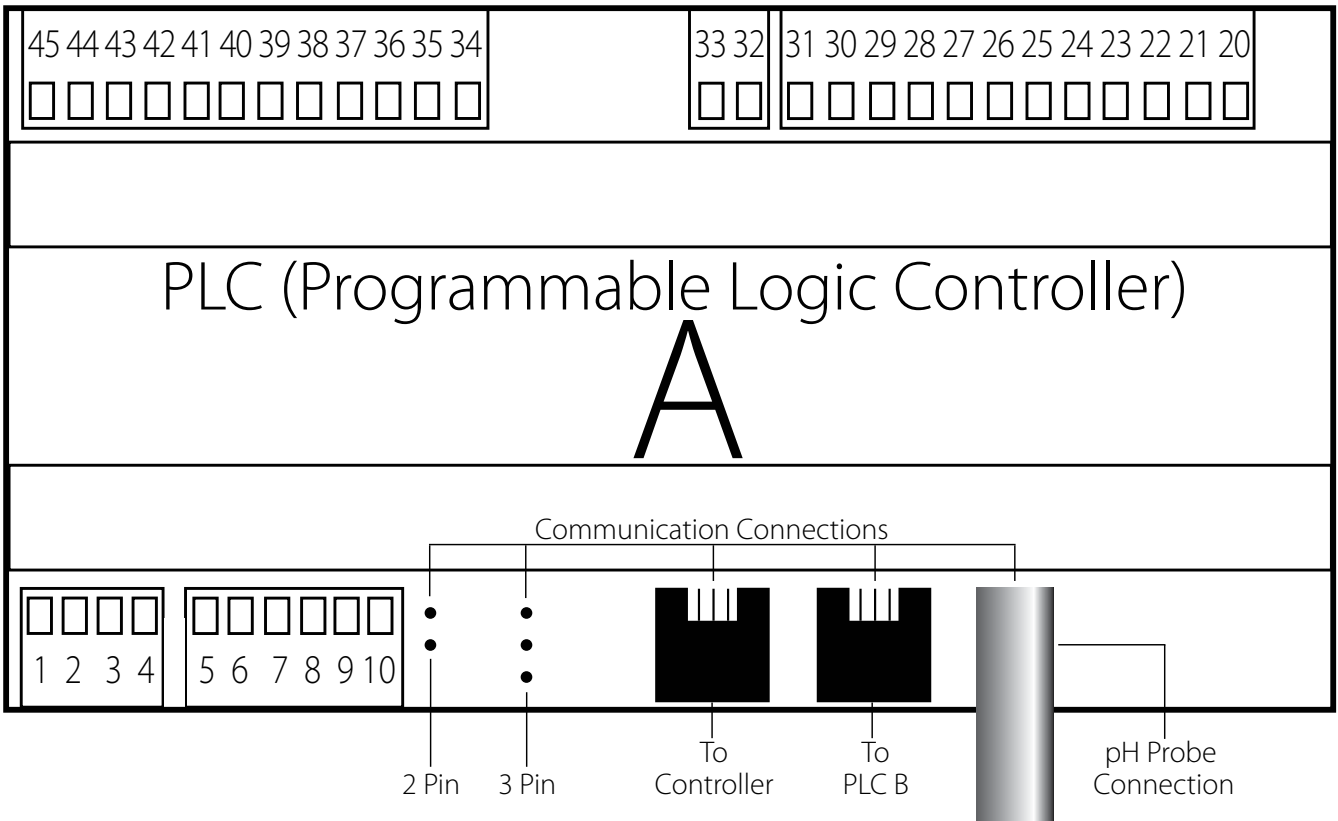 45 44 43 42 41 40 39 38 37 36 35 34 33 32 31 30 29 28 27 26 25 24 23 22 21 20
PLC (Programmable Logic Controller)
A
Communication Connections
1 2 3 4 5 6 7 8 9 10
2 Pin
3 Pin
To
Controller
To
PLC B
pH Probe
Connection